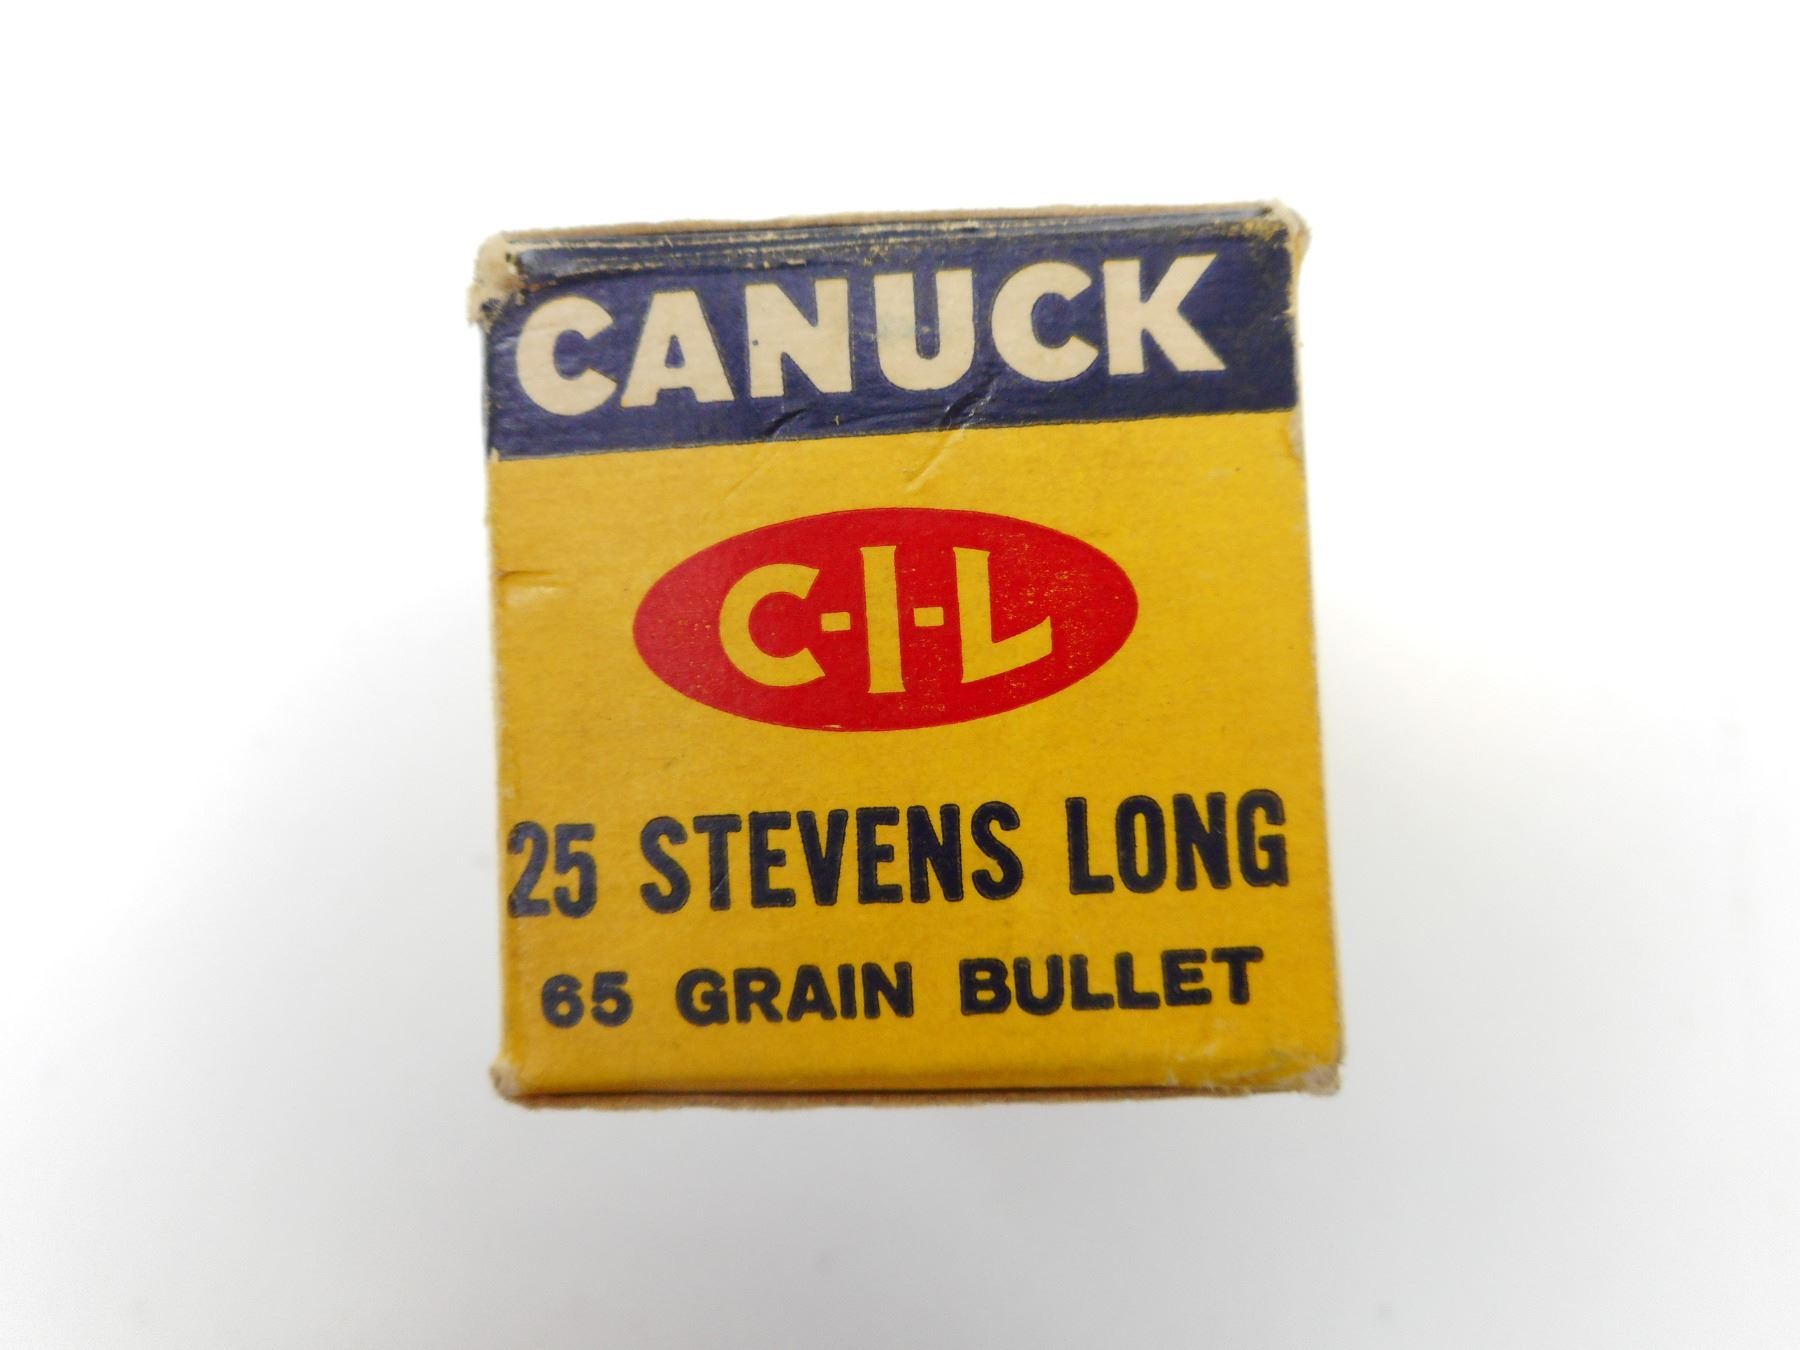 CANUCK
C-I-L
25 STEVENS LONG
65 GRAIN BULLET